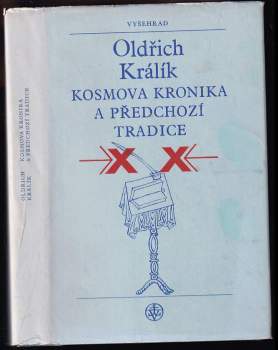 VYŠEHRAD
Oldřich
Králík
KOSMOVA KRONIKA
A PŘEDCHOZÍ
TRADICE
OLDŘICH
KRÁLÍK
KOSMOVA KRONIKA
A PŘEDCHOZÍ TRADICE